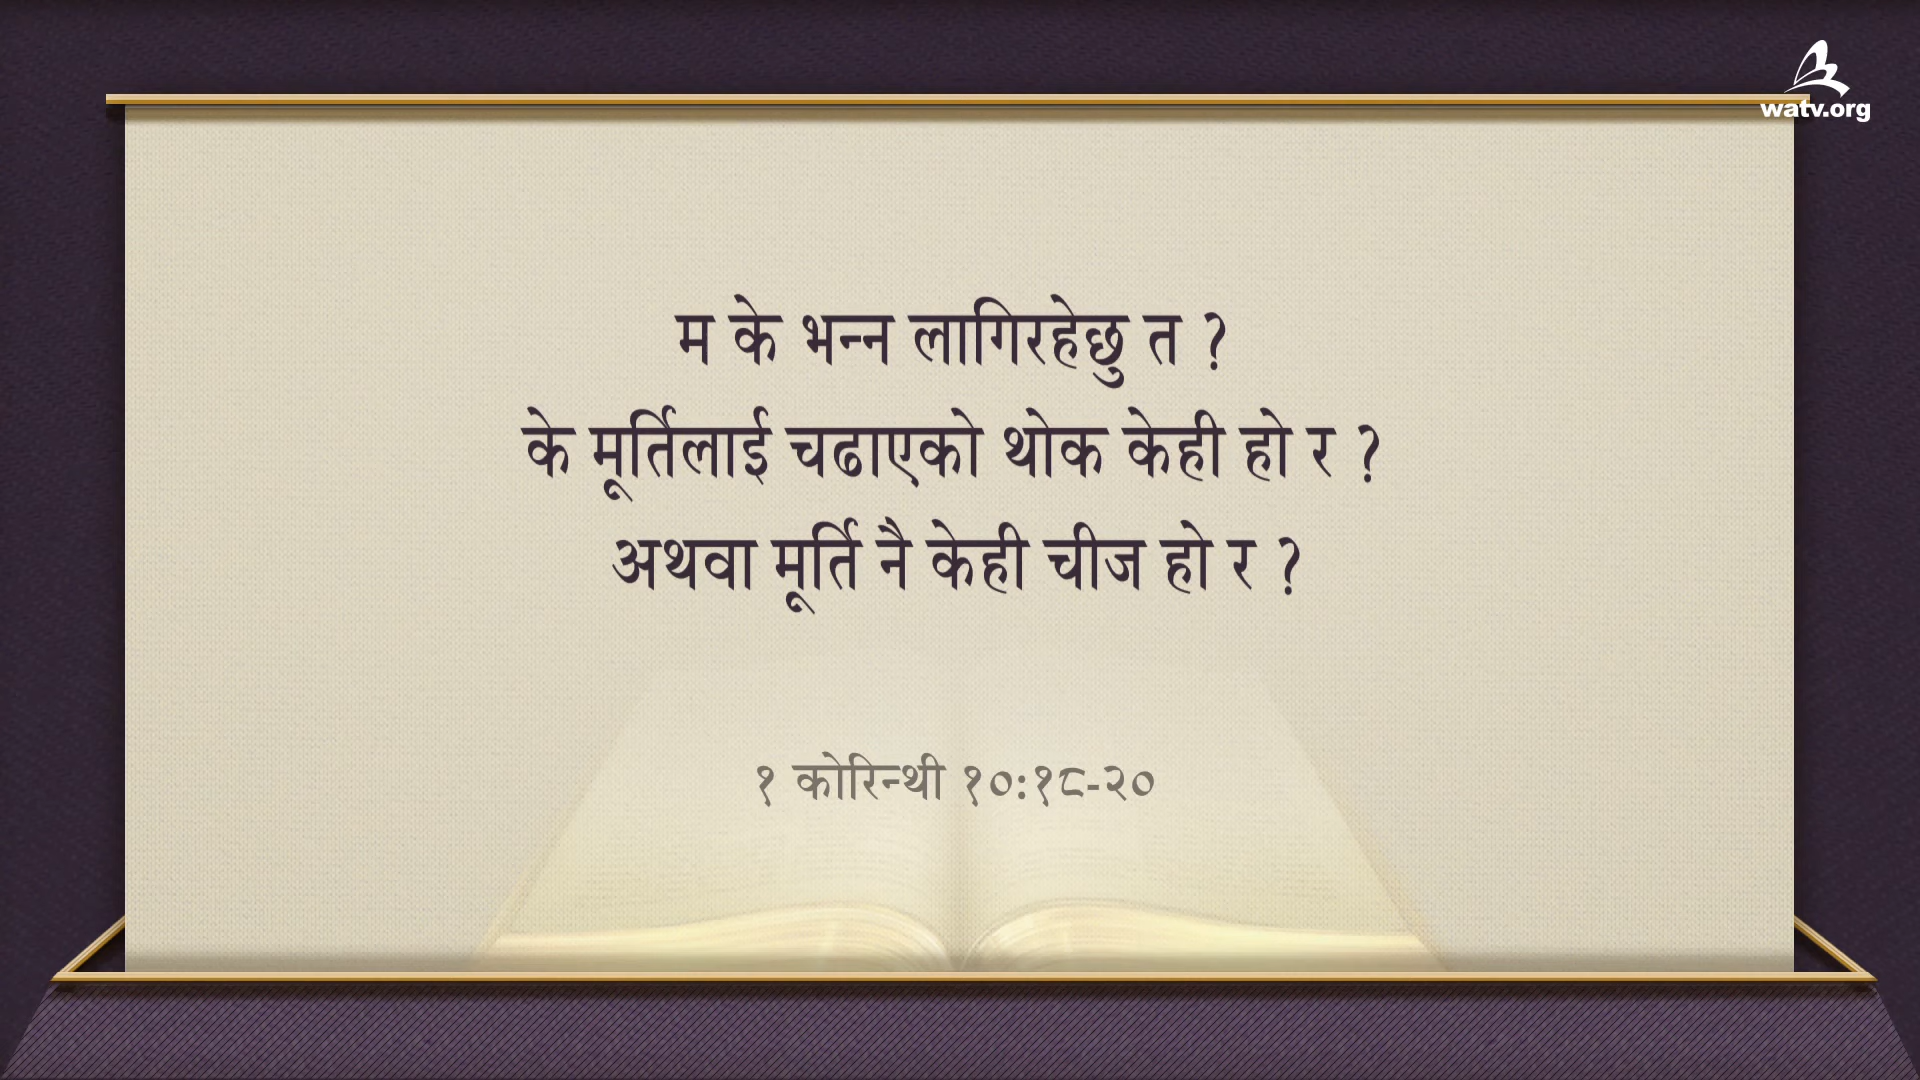 watv.org
म के भन्न लागिरहेछु त ?
के मूर्तिलाई चढाएको थोक केही हो र ?
अथवा मूर्ति नै केही चीज हो र ?
१ कोरिन्थी १०:१८-२०